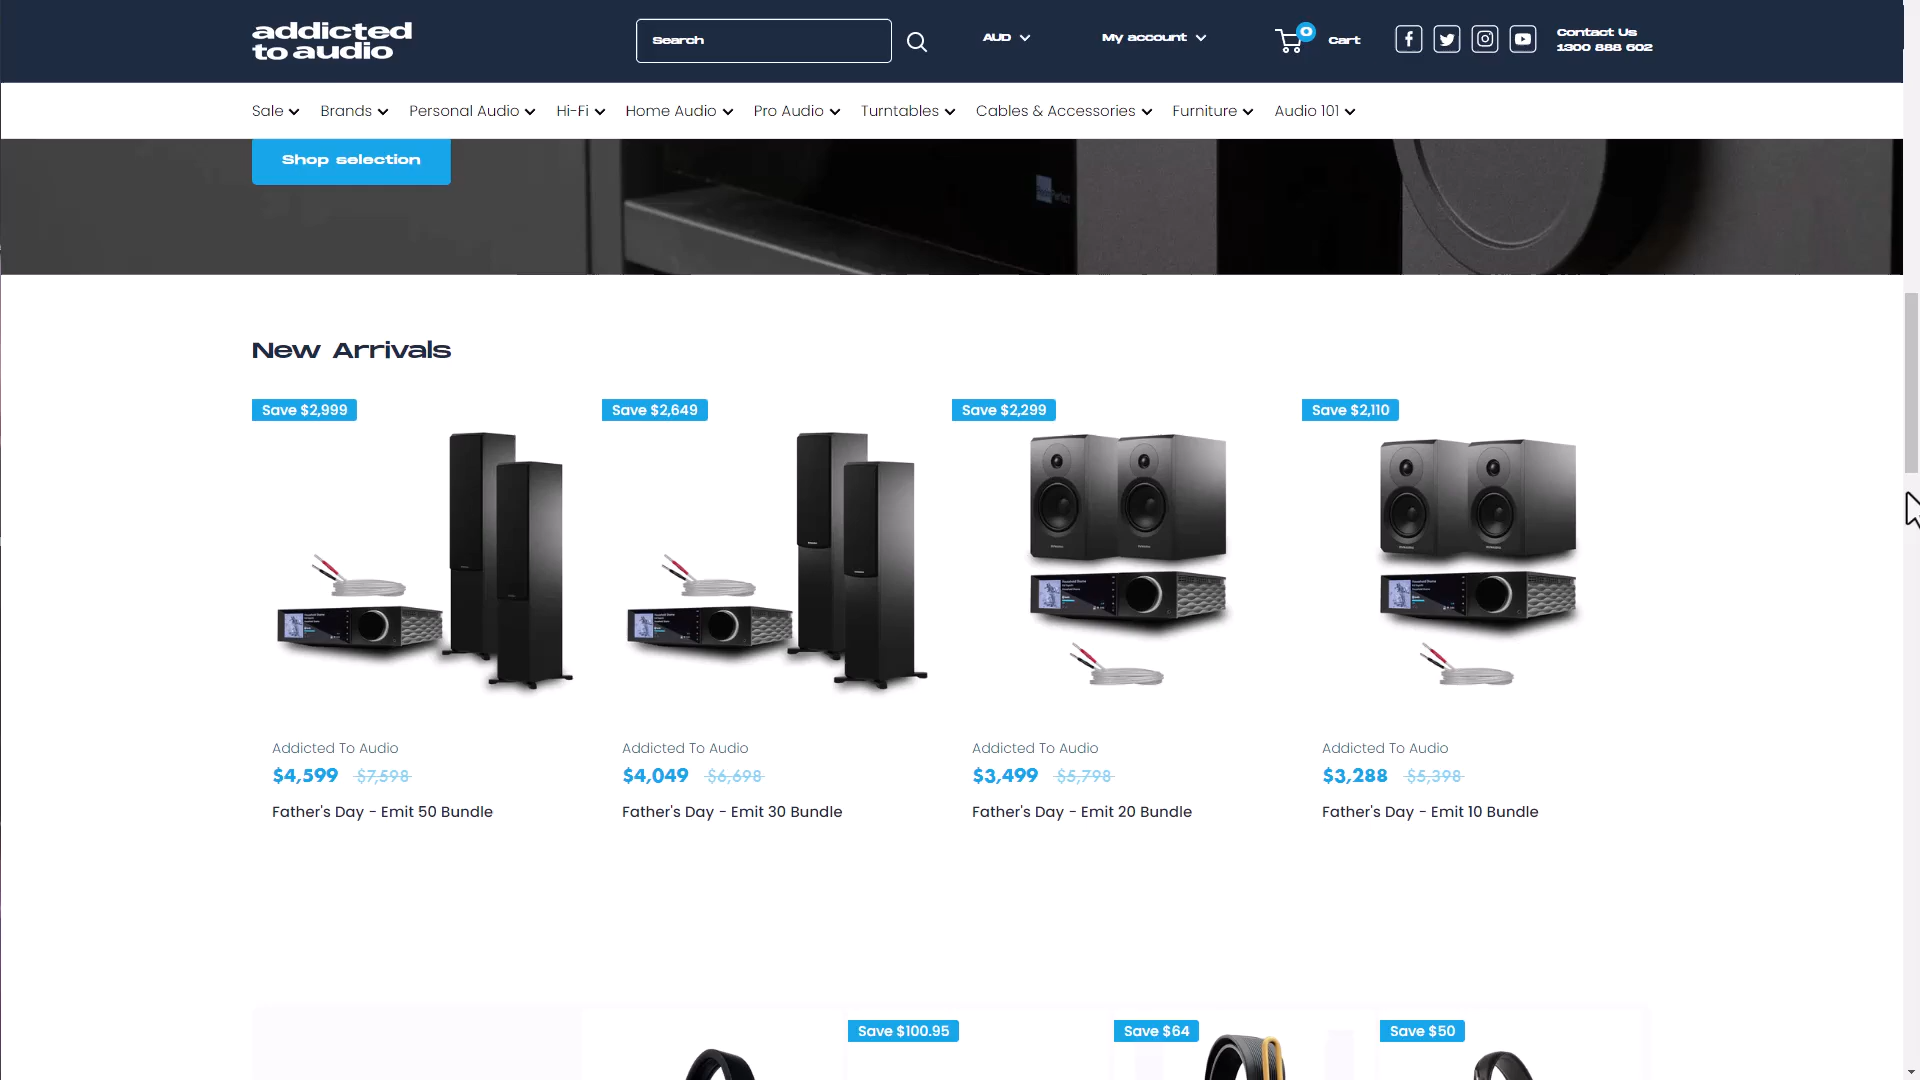 addicted
to audio
Search
AUD
My account
0
Cart
Contact Us
1300 888 602
Sale
Brands
Personal Audio
Hi-Fi
Home Audio
Pro Audio
Turntables
Cables & Accessories
Furniture
Audio 101
Shop selection
New Arrivals
Save $2,999
Save $2,649
Save $2,299
Save $2,110
Addicted To Audio
$4,599 $7,598
Father's Day - Emit 50 Bundle
Addicted To Audio
$4,049 $6,698
Father's Day - Emit 30 Bundle
Addicted To Audio
$3,499 $5,798
Father's Day - Emit 20 Bundle
Addicted To Audio
$3,288 $5,398
Father's Day - Emit 10 Bundle
Save $100.95
Save $64
Save $50